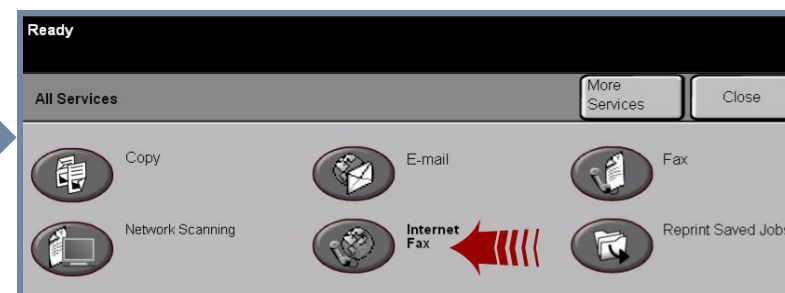 Ready
All Services
More
Services
Close
Copy
E-mail
Fax
Network Scanning
Internet
Fax
Reprint Saved Jobs